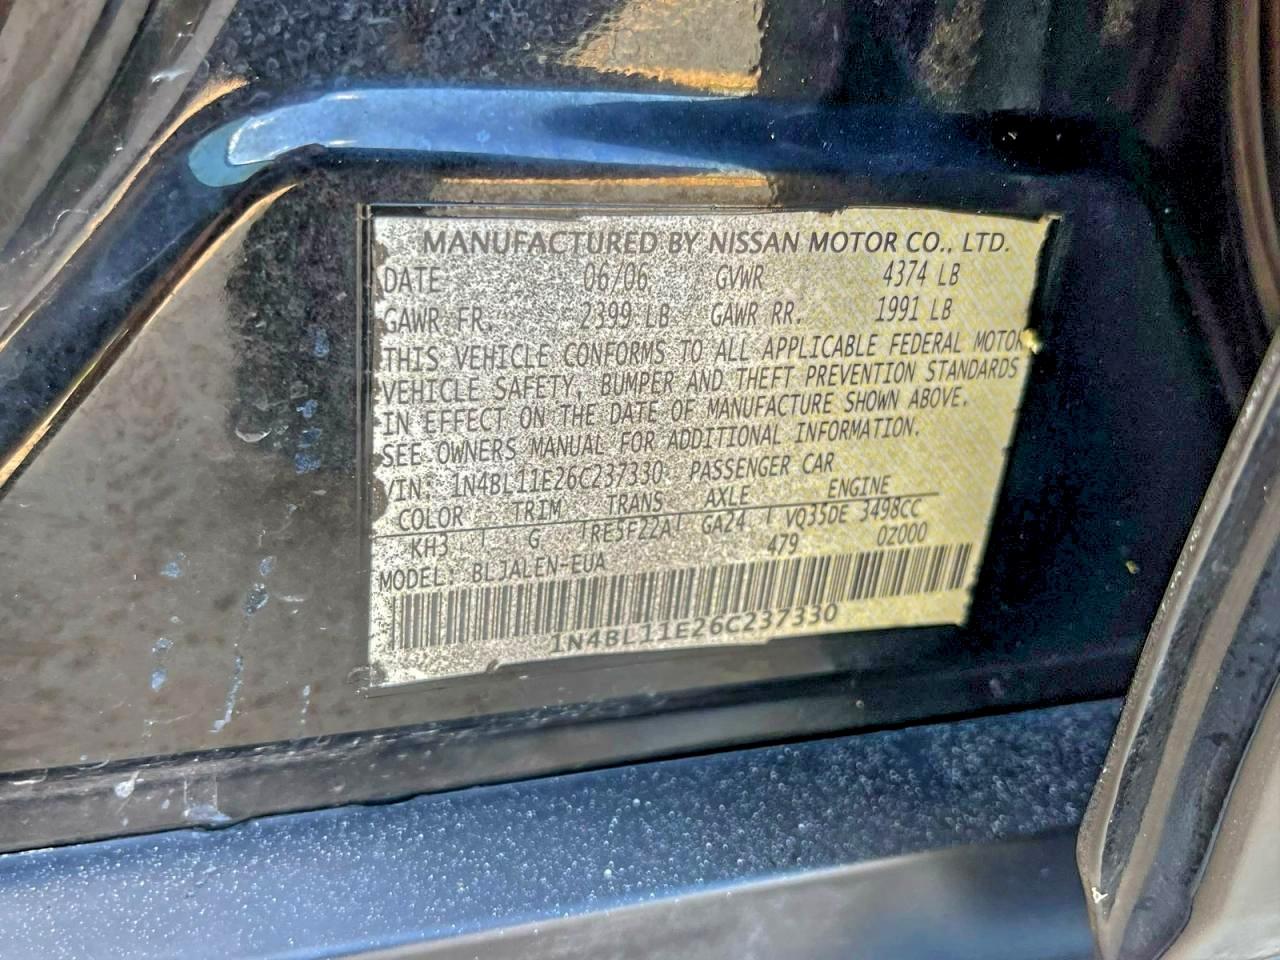 MANUFACTURED BY NISSAN MOTOR CO., LTD.
DATE 06/06 GVWR 4374 LB
GAWR FR. 2399 LB GAWR RR. 1991 LB
THIS VEHICLE CONFORMS TO ALL APPLICABLE FEDERAL MOTOR
VEHICLE SAFETY, BUMPER AND THEFT PREVENTION STANDARDS
IN EFFECT ON THE DATE OF MANUFACTURE SHOWN ABOVE.
SEE OWNERS MANUAL FOR ADDITIONAL INFORMATION.
VIN: 1N4BL11E26C237330 PASSENGER CAR
COLOR TRIM TRANS AXLE ENGINE
KH3 G RE5F22A GA24 VQ35DE 3498CC
479 0Z000
MODEL: BLJALEN-EUA
1N4BL11E26C237330